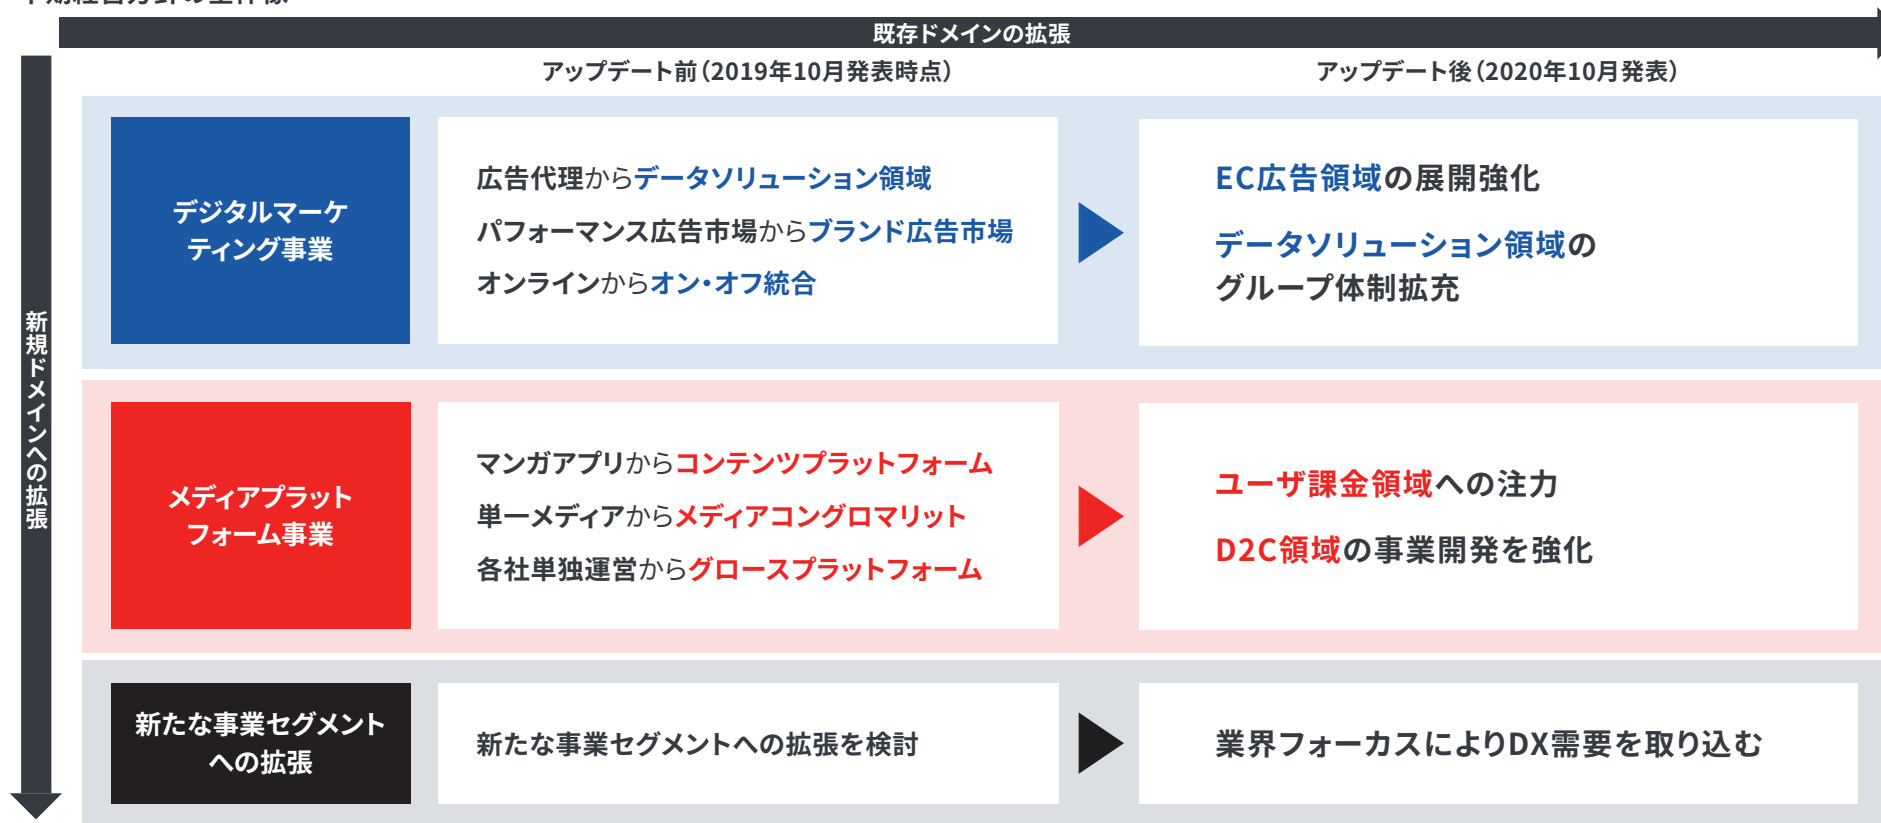 既存ドメインの拡張
アップデート前（2019年10月発表時点）
アップデート後（2020年10月発表）
新規ドメインへの拡張
デジタルマーケ
ティング事業
広告代理からデータソリューション領域
パフォーマンス広告市場からブランド広告市場
オンラインからオン・オフ統合
EC広告領域の展開強化
データソリューション領域の
グループ体制拡充
メディアプラット
フォーム事業
マンガアプリからコンテンツプラットフォーム
単一メディアからメディアコングロマリット
各社単独運営からグロースプラットフォーム
ユーザ課金領域への注力
D2C領域の事業開発を強化
新たな事業セグメント
への拡張
新たな事業セグメントへの拡張を検討
業界フォーカスによりDX需要を取り込む